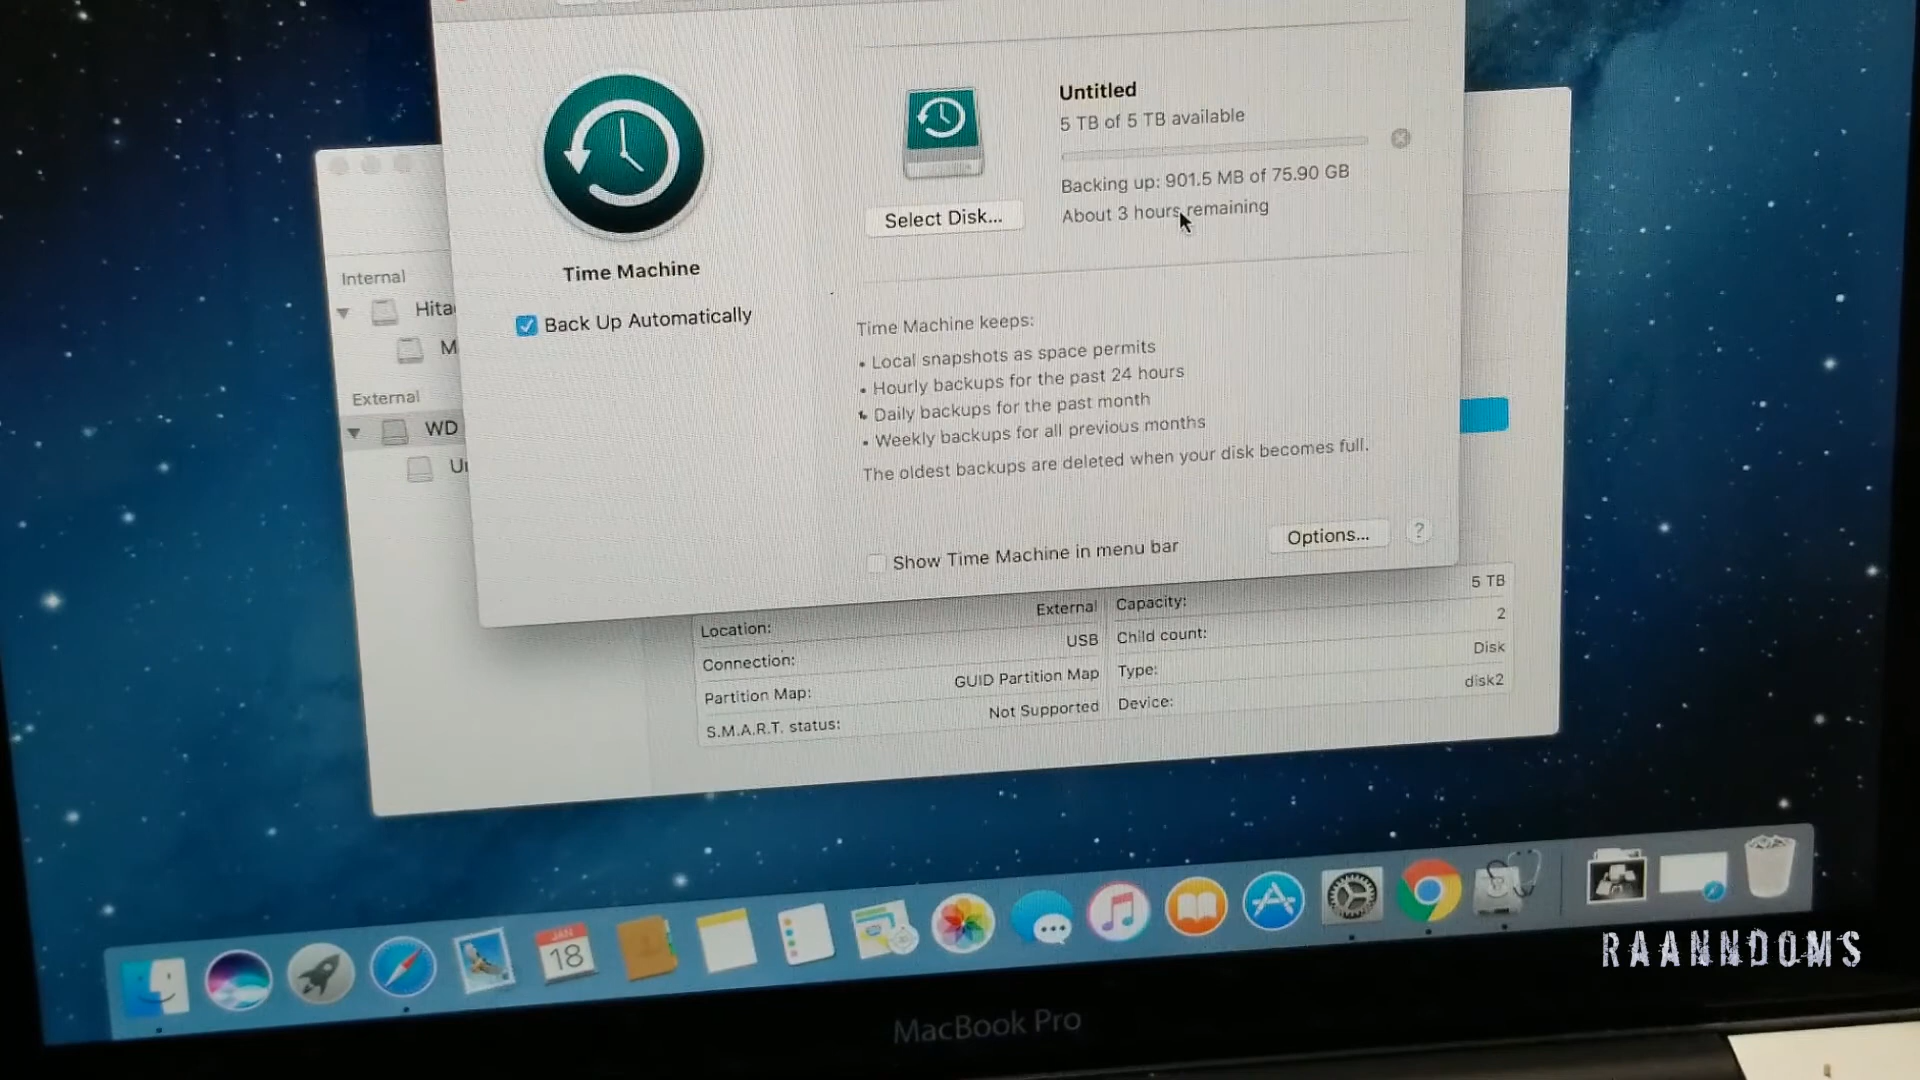 Untitled
5 TB of 5 TB available
Backing up: 901.5 MB of 75.90 GB
About 3 hours remaining
Select Disk...
Time Machine
Back Up Automatically
Time Machine keeps:
• Local snapshots as space permits
• Hourly backups for the past 24 hours
• Daily backups for the past month
• Weekly backups for all previous months
The oldest backups are deleted when your disk becomes full.
Show Time Machine in menu bar
Options...
?
Internal
External
WD
Location: External
Connection: USB
Partition Map: GUID Partition Map
S.M.A.R.T. status: Not Supported
Capacity: 5 TB
Child count: 2
Type: Disk
Device: disk2
JAN
18
RAANNDOMS
MacBook Pro